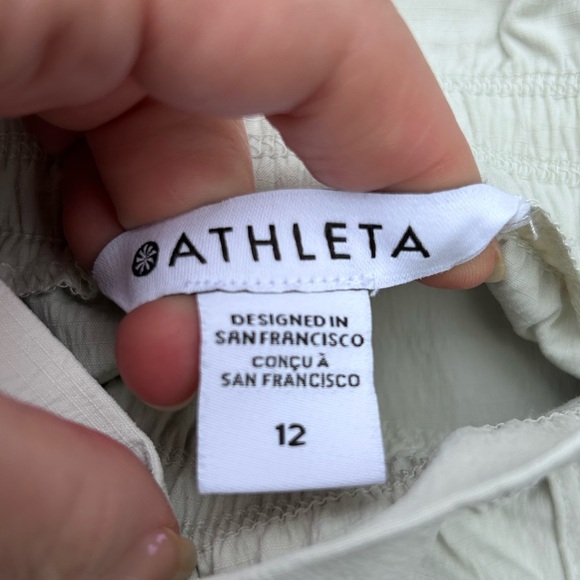 ATHLETA
DESIGNED IN
SAN FRANCISCO
CONÇU À
SAN FRANCISCO
12